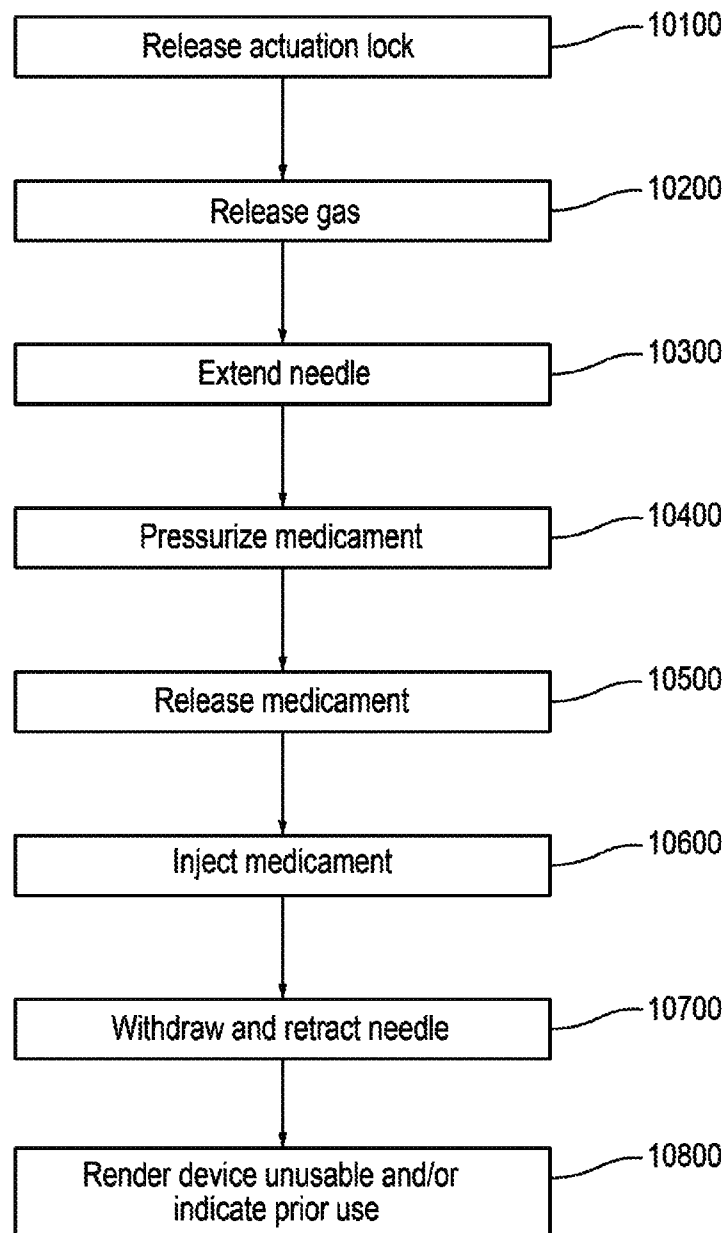 Release actuation lock
10100
Release gas
10200
Extend needle
10300
Pressurize medicament
10400
Release medicament
10500
Inject medicament
10600
Withdraw and retract needle
10700
Render device unusable and/or
indicate prior use
10800